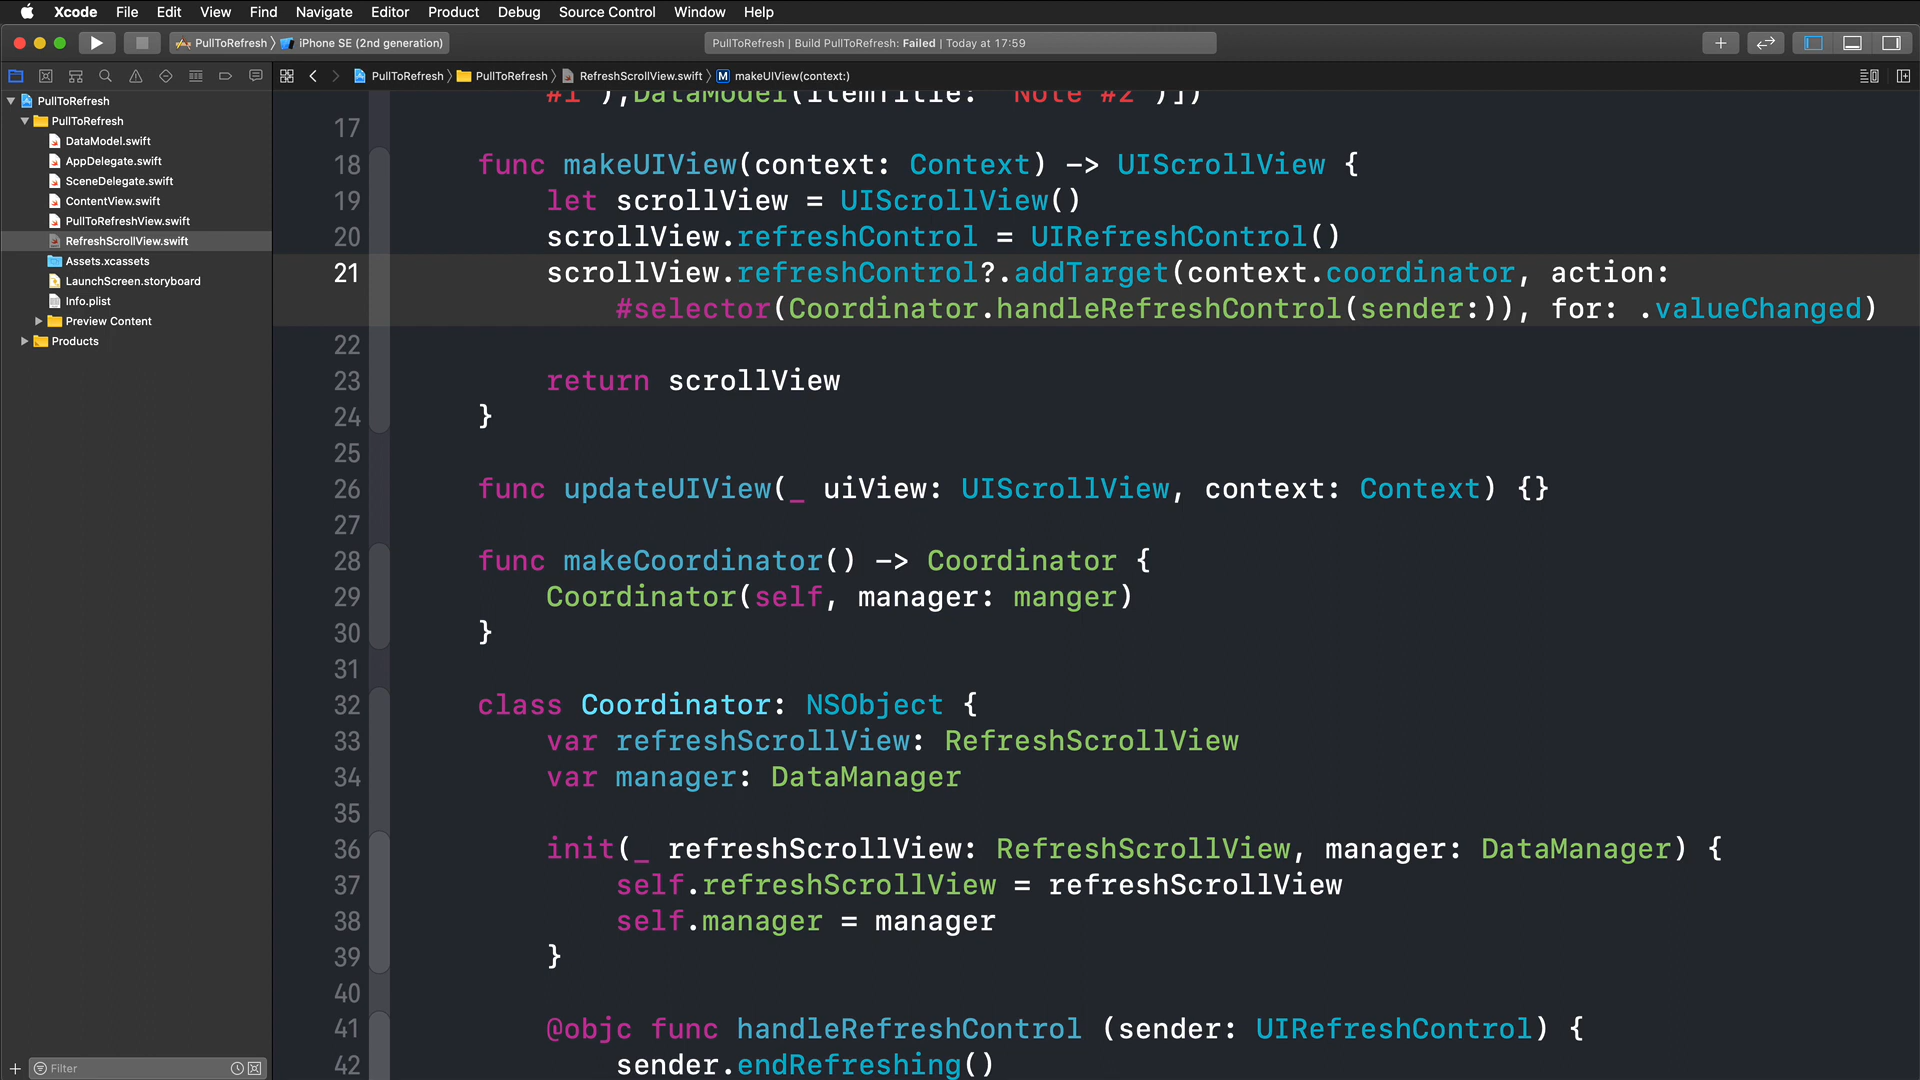 Xcode File Edit View Find Navigate Editor Product Debug Source Control Window Help
PullToRefresh iPhone SE (2nd generation) PullToRefresh | Build PullToRefresh: Failed | Today at 17:59
PullToRefresh PullToRefresh RefreshScrollView.swift M makeUIView(context:)
PullToRefresh
PullToRefresh
DataModel.swift
AppDelegate.swift
SceneDelegate.swift
ContentView.swift
PullToRefreshView.swift
RefreshScrollView.swift
Assets.xcassets
LaunchScreen.storyboard
Info.plist
Preview Content
Products
Filter
#1"),DataModel(itemTitle: "Note #2")])
17
18 func makeUIView(context: Context) -> UIScrollView {
19 let scrollView = UIScrollView()
20 scrollView.refreshControl = UIRefreshControl()
21 scrollView.refreshControl?.addTarget(context.coordinator, action:
#selector(Coordinator.handleRefreshControl(sender:)), for: .valueChanged)
22
23 return scrollView
24 }
25
26 func updateUIView(_ uiView: UIScrollView, context: Context) {}
27
28 func makeCoordinator() -> Coordinator {
29 Coordinator(self, manager: manger)
30 }
31
32 class Coordinator: NSObject {
33 var refreshScrollView: RefreshScrollView
34 var manager: DataManager
35
36 init(_ refreshScrollView: RefreshScrollView, manager: DataManager) {
37 self.refreshScrollView = refreshScrollView
38 self.manager = manager
39 }
40
41 @objc func handleRefreshControl (sender: UIRefreshControl) {
42 sender.endRefreshing()